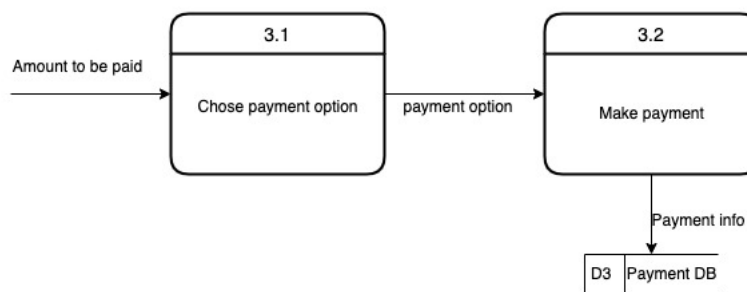 3.1
3.2
Amount to be paid
Chose payment option
payment option
Make payment
Payment info
D3
Payment DB